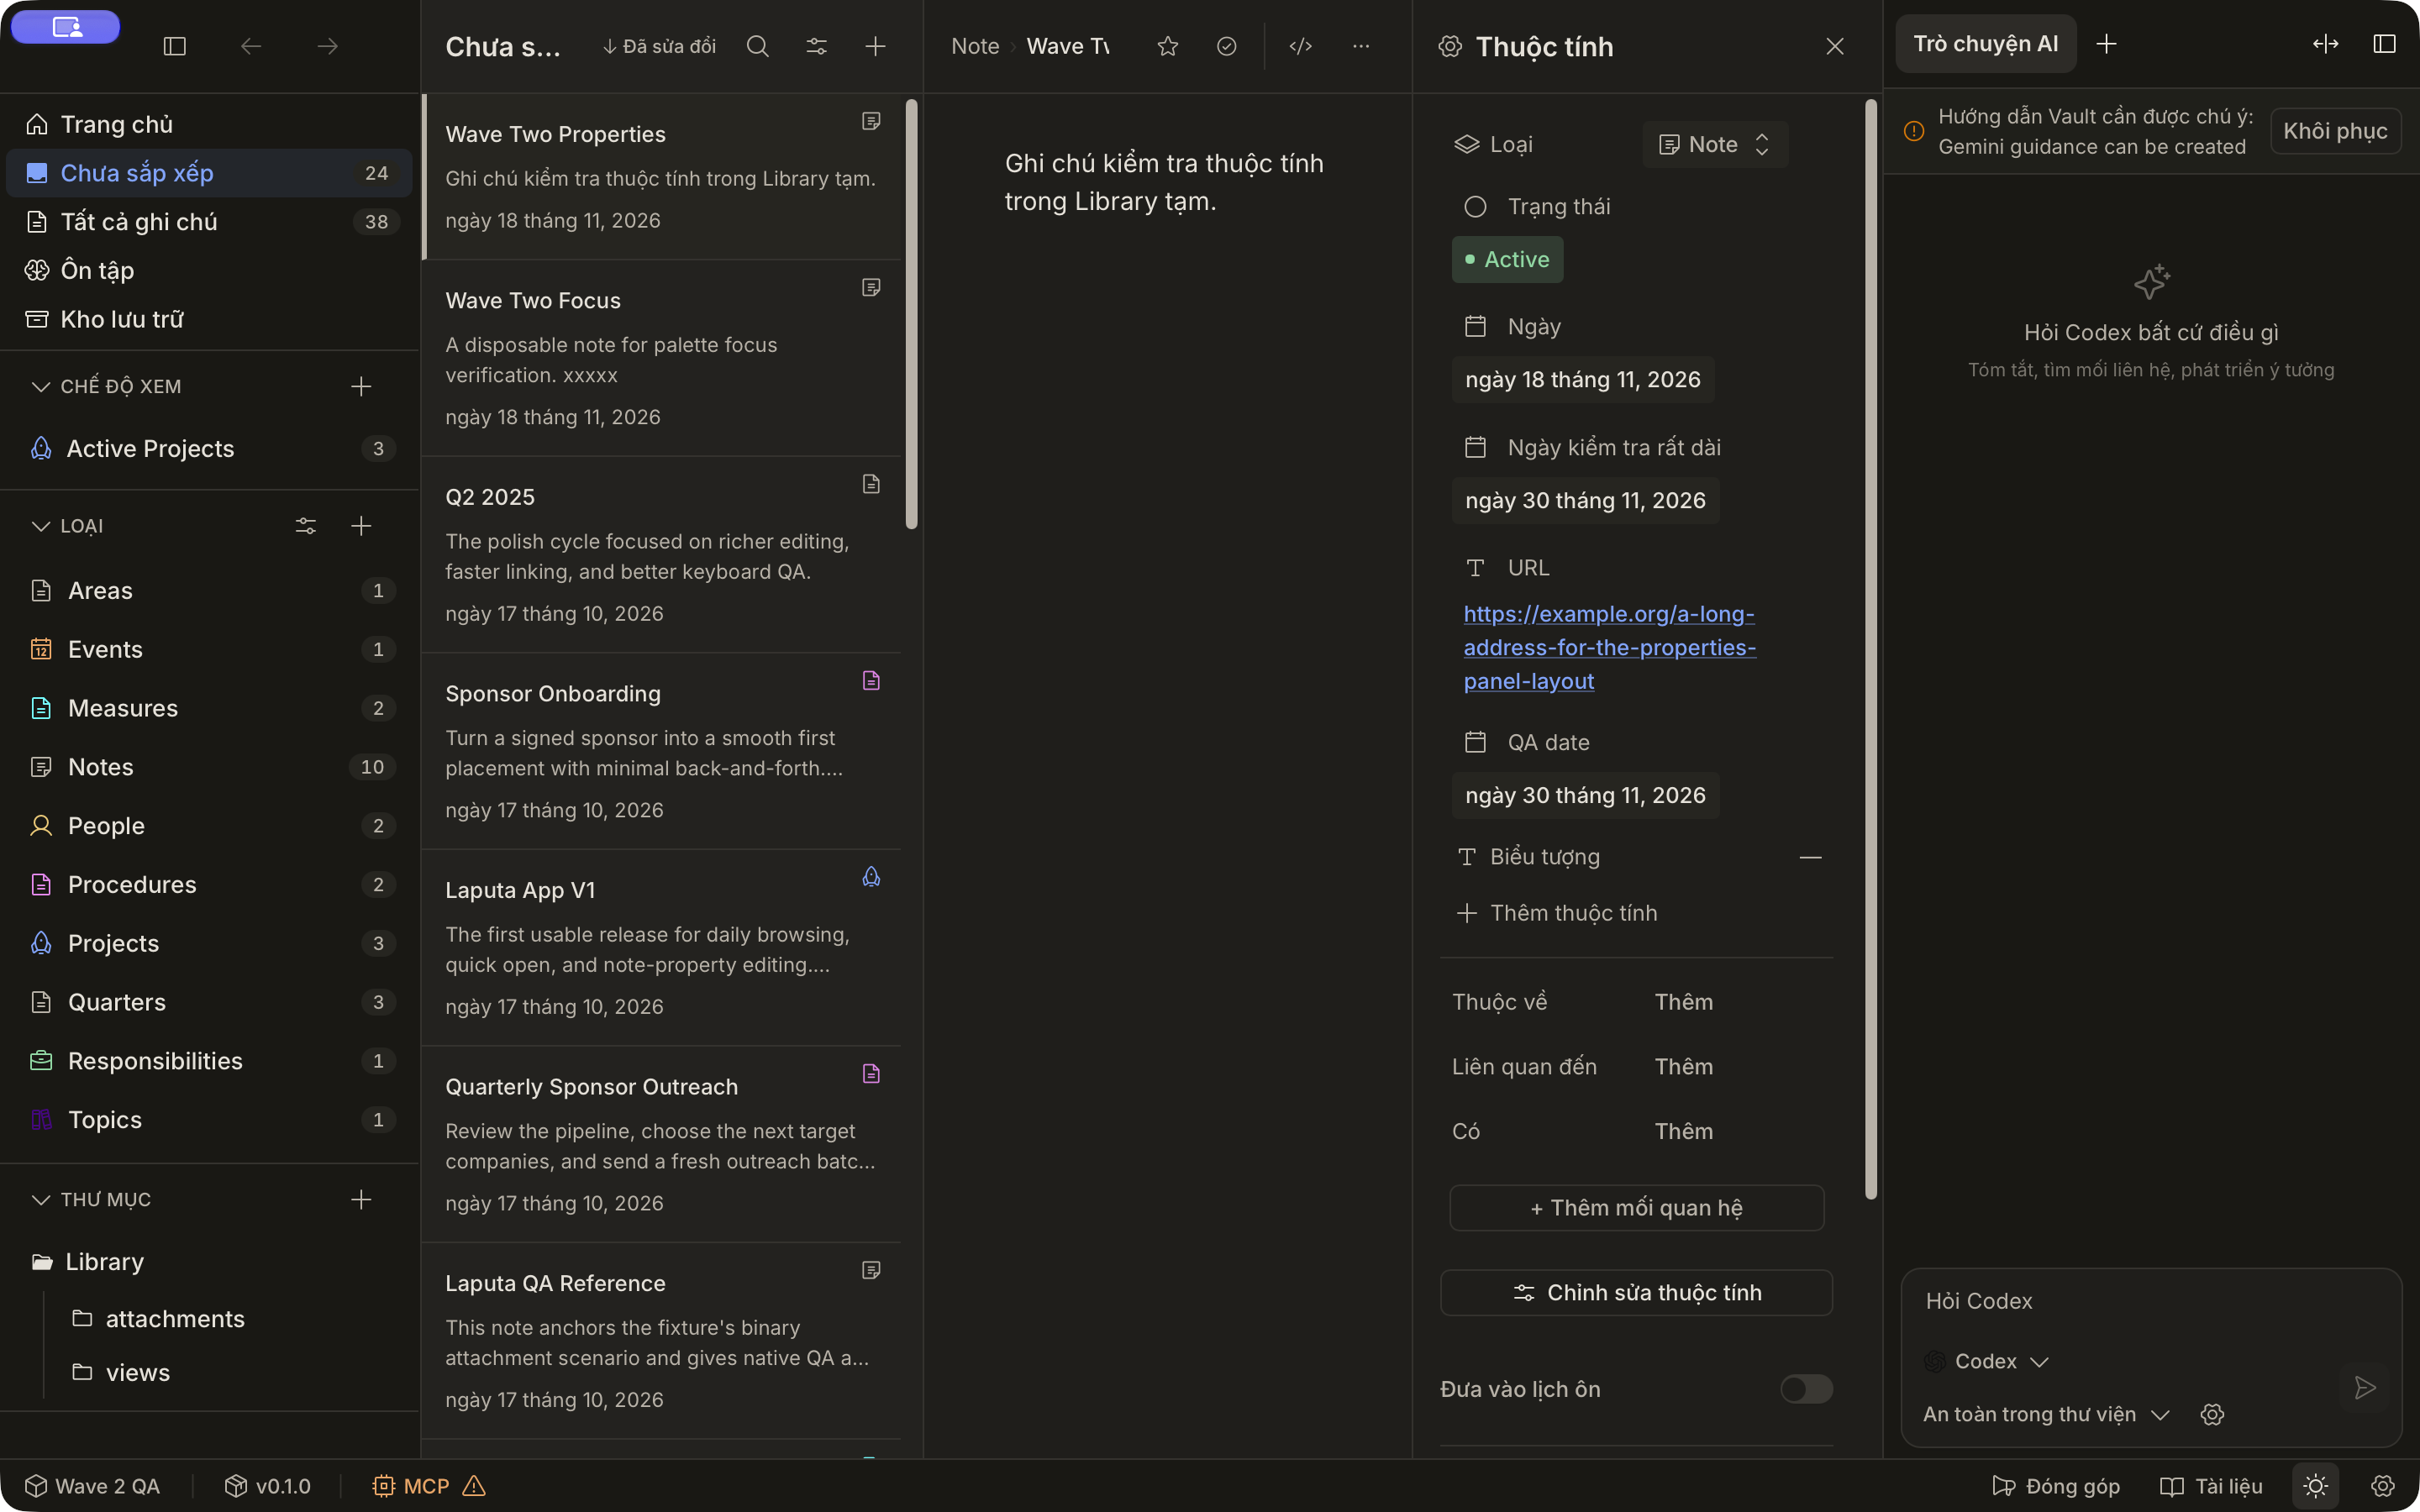 Trang chủ
Chưa sắp xếp 24
Tất cả ghi chú 38
Ôn tập
Kho lưu trữ
CHẾ ĐỘ XEM
Active Projects 3
LOẠI
Areas 1
Events 1
Measures 2
Notes 10
People 2
Procedures 2
Projects 3
Quarters 3
Responsibilities 1
Topics 1
THƯ MỤC
Library
attachments
views
Chưa s... Đã sửa đổi
Wave Two Properties
Ghi chú kiểm tra thuộc tính trong Library tạm.
ngày 18 tháng 11, 2026
Wave Two Focus
A disposable note for palette focus
verification. xxxxx
ngày 18 tháng 11, 2026
Q2 2025
The polish cycle focused on richer editing,
faster linking, and better keyboard QA.
ngày 17 tháng 10, 2026
Sponsor Onboarding
Turn a signed sponsor into a smooth first
placement with minimal back-and-forth....
ngày 17 tháng 10, 2026
Laputa App V1
The first usable release for daily browsing,
quick open, and note-property editing....
ngày 17 tháng 10, 2026
Quarterly Sponsor Outreach
Review the pipeline, choose the next target
companies, and send a fresh outreach batc...
ngày 17 tháng 10, 2026
Laputa QA Reference
This note anchors the fixture's binary
attachment scenario and gives native QA a...
ngày 17 tháng 10, 2026
Note › Wave Tw
Ghi chú kiểm tra thuộc tính
trong Library tạm.
Thuộc tính
Loại Note
Trạng thái
Active
Ngày
ngày 18 tháng 11, 2026
Ngày kiểm tra rất dài
ngày 30 tháng 11, 2026
URL
https://example.org/a-long-
address-for-the-properties-
panel-layout
QA date
ngày 30 tháng 11, 2026
Biểu tượng —
Thêm thuộc tính
Thuộc về Thêm
Liên quan đến Thêm
Có Thêm
+ Thêm mối quan hệ
Chỉnh sửa thuộc tính
Đưa vào lịch ôn
Trò chuyện AI
Hướng dẫn Vault cần được chú ý:
Gemini guidance can be created
Khôi phục
Hỏi Codex bất cứ điều gì
Tóm tắt, tìm mối liên hệ, phát triển ý tưởng
Hỏi Codex
Codex
An toàn trong thư viện
Wave 2 QA v0.1.0 MCP Đóng góp Tài liệu